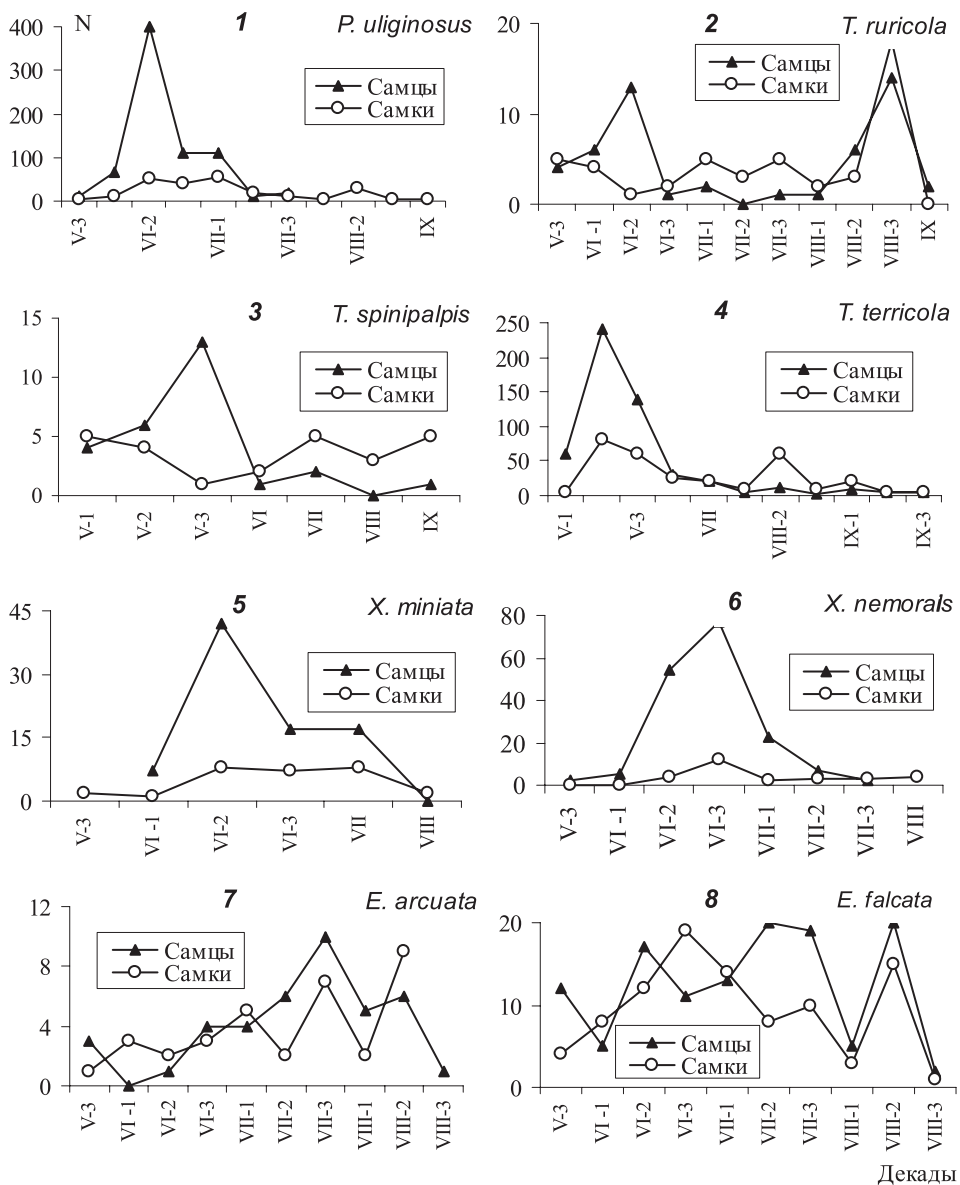 N
1
P. uliginosus
400
300
200
100
0
Самцы
Самки
V-3
VI-2
VII-1
VII-3
VIII-2
IX
2
T. ruricola
20
10
0
Самцы
Самки
V-3
VI -1
VI-2
VI-3
VII-1
VII-2
VII-3
VIII-1
VIII-2
VIII-3
IX
3
T. spinipalpis
15
10
5
0
Самцы
Самки
V-1
V-2
V-3
VI
VII
VIII
IX
4
T. terricola
250
200
150
100
50
0
Самцы
Самки
V-1
V-3
VII
VIII-2
IX-1
IX-3
5
X. miniata
45
30
15
0
Самцы
Самки
V-3
VI -1
VI-2
VI-3
VII
VIII
6
X. nemorals
80
60
40
20
0
Самцы
Самки
V-3
VI -1
VI-2
VI-3
VII-1
VII-2
VII-3
VIII
7
E. arcuata
12
8
4
0
Самцы
Самки
V-3
VI -1
VI-2
VI-3
VII-1
VII-2
VII-3
VIII-1
VIII-2
VIII-3
8
E. falcata
20
10
0
Самцы
Самки
V-3
VI -1
VI-2
VI-3
VII-1
VII-2
VII-3
VIII-1
VIII-2
VIII-3
Декады